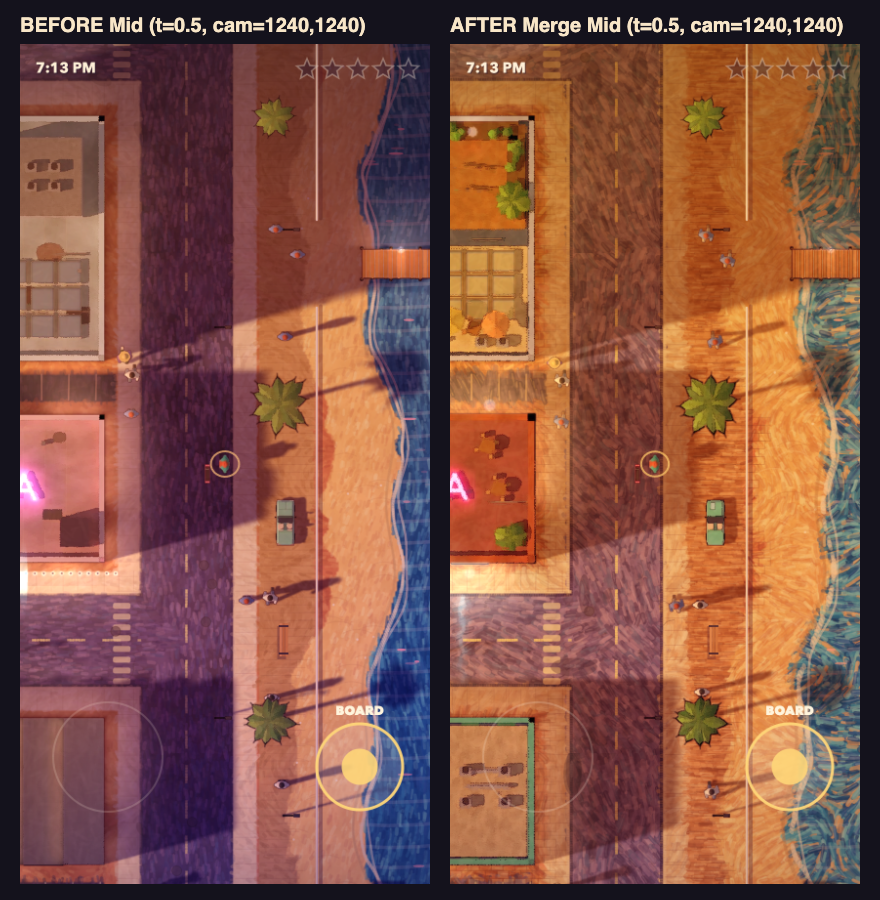 BEFORE Mid (t=0.5, cam=1240,1240)
AFTER Merge Mid (t=0.5, cam=1240,1240)
7:13 PM
7:13 PM
A
A
BOARD
BOARD